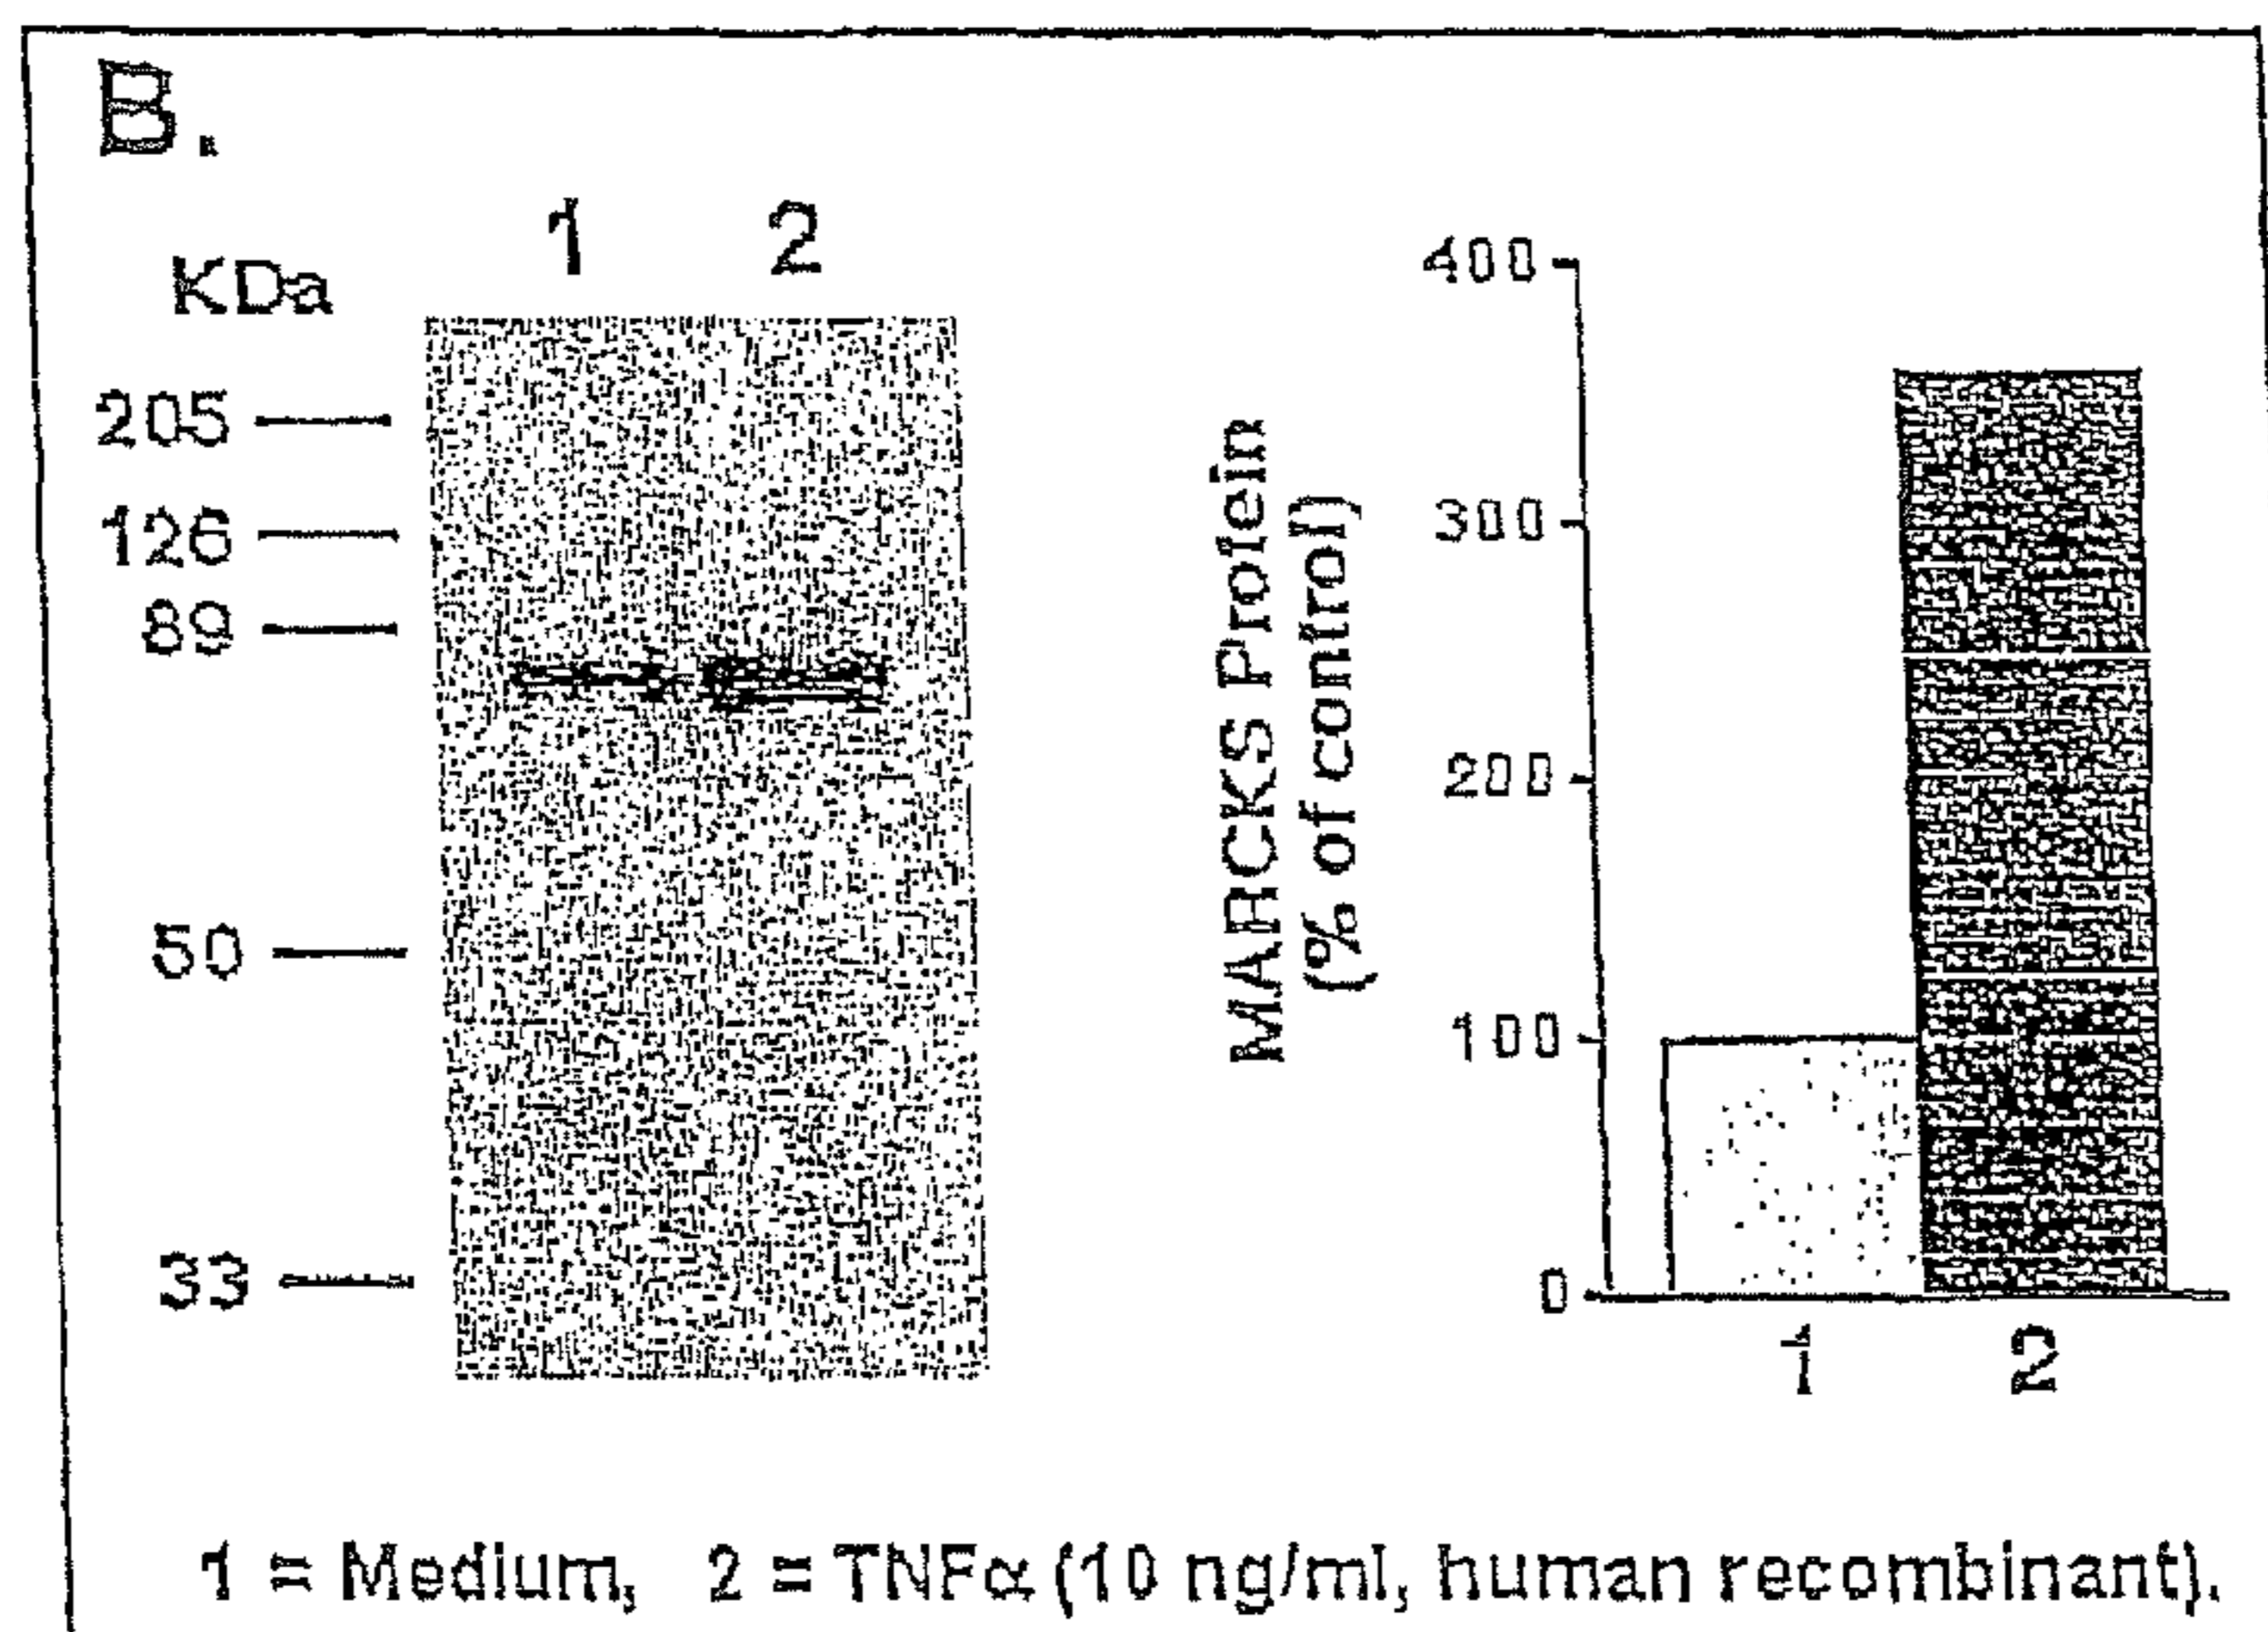 B.
1 2
KDa
205
126
89
50
33
MARCKS Protein
(% of control)
400
300
200
100
0
1 2
1 = Medium, 2 = TNFα (10 ng/ml, human recombinant).